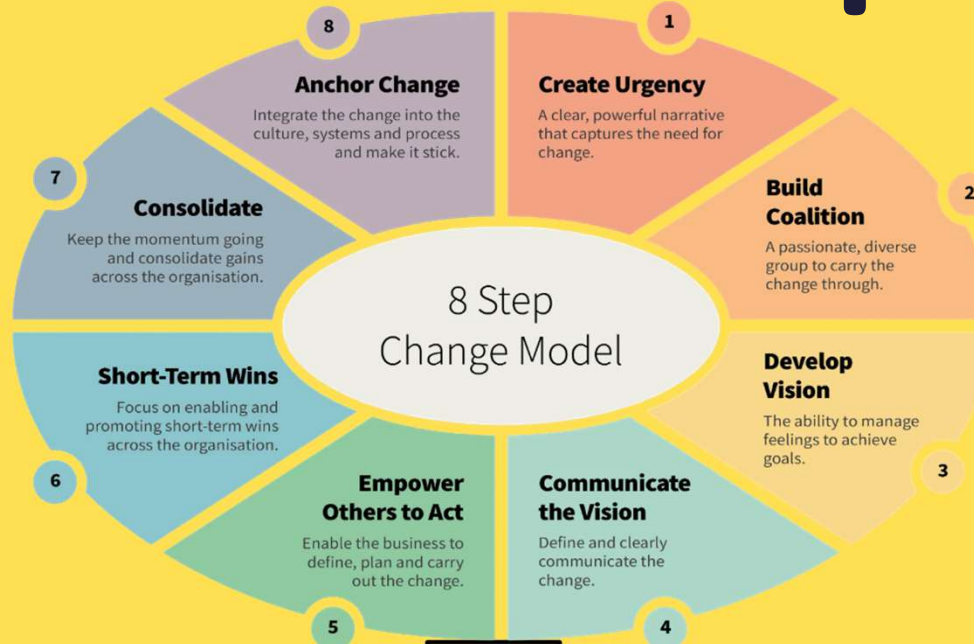 8 Step
Change Model
1
Create Urgency
A clear, powerful narrative
that captures the need for
change.
2
Build
Coalition
A passionate, diverse
group to carry the
change through.
3
Develop
Vision
The ability to manage
feelings to achieve
goals.
4
Communicate
the Vision
Define and clearly
communicate the
change.
5
Empower
Others to Act
Enable the business to
define, plan and carry
out the change.
6
Short-Term Wins
Focus on enabling and
promoting short-term wins
across the organisation.
7
Consolidate
Keep the momentum going
and consolidate gains
across the organisation.
8
Anchor Change
Integrate the change into the
culture, systems and process
and make it stick.